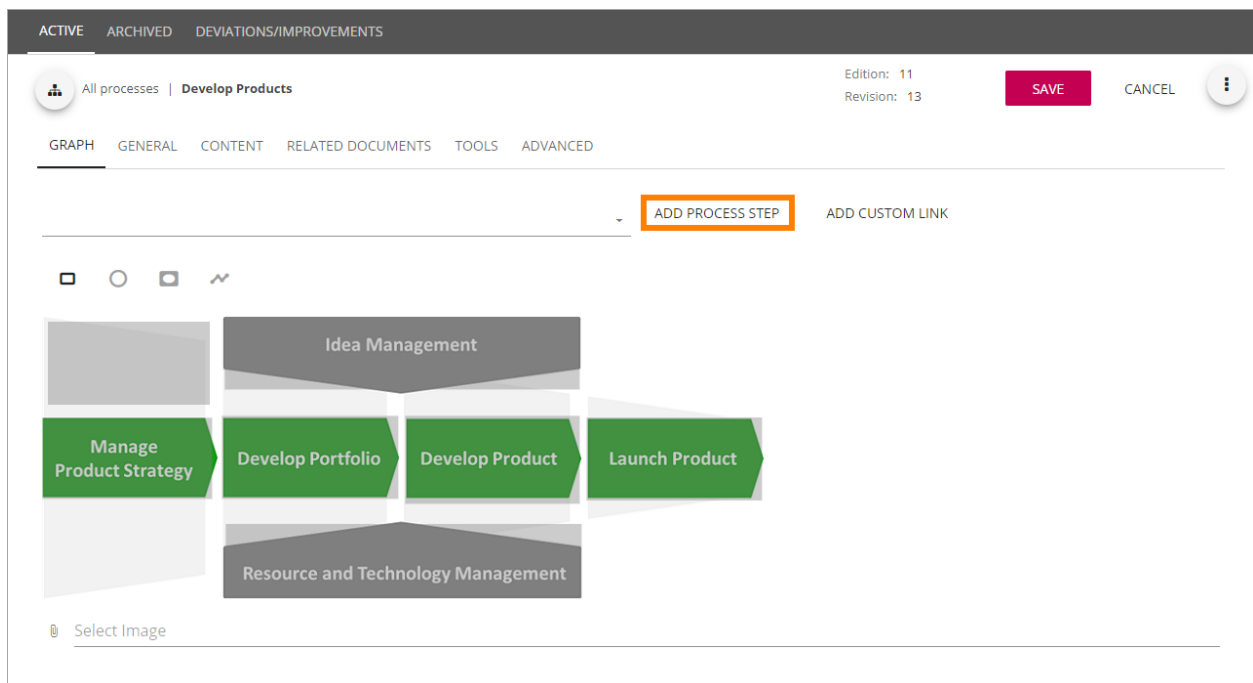 ACTIVE ARCHIVED DEVIATIONS/IMPROVEMENTS
All processes | Develop Products
Edition: 11
Revision: 13
SAVE CANCEL
GRAPH GENERAL CONTENT RELATED DOCUMENTS TOOLS ADVANCED
ADD PROCESS STEP ADD CUSTOM LINK
Idea Management
Manage
Product Strategy
Develop Portfolio
Develop Product
Launch Product
Resource and Technology Management
Select Image